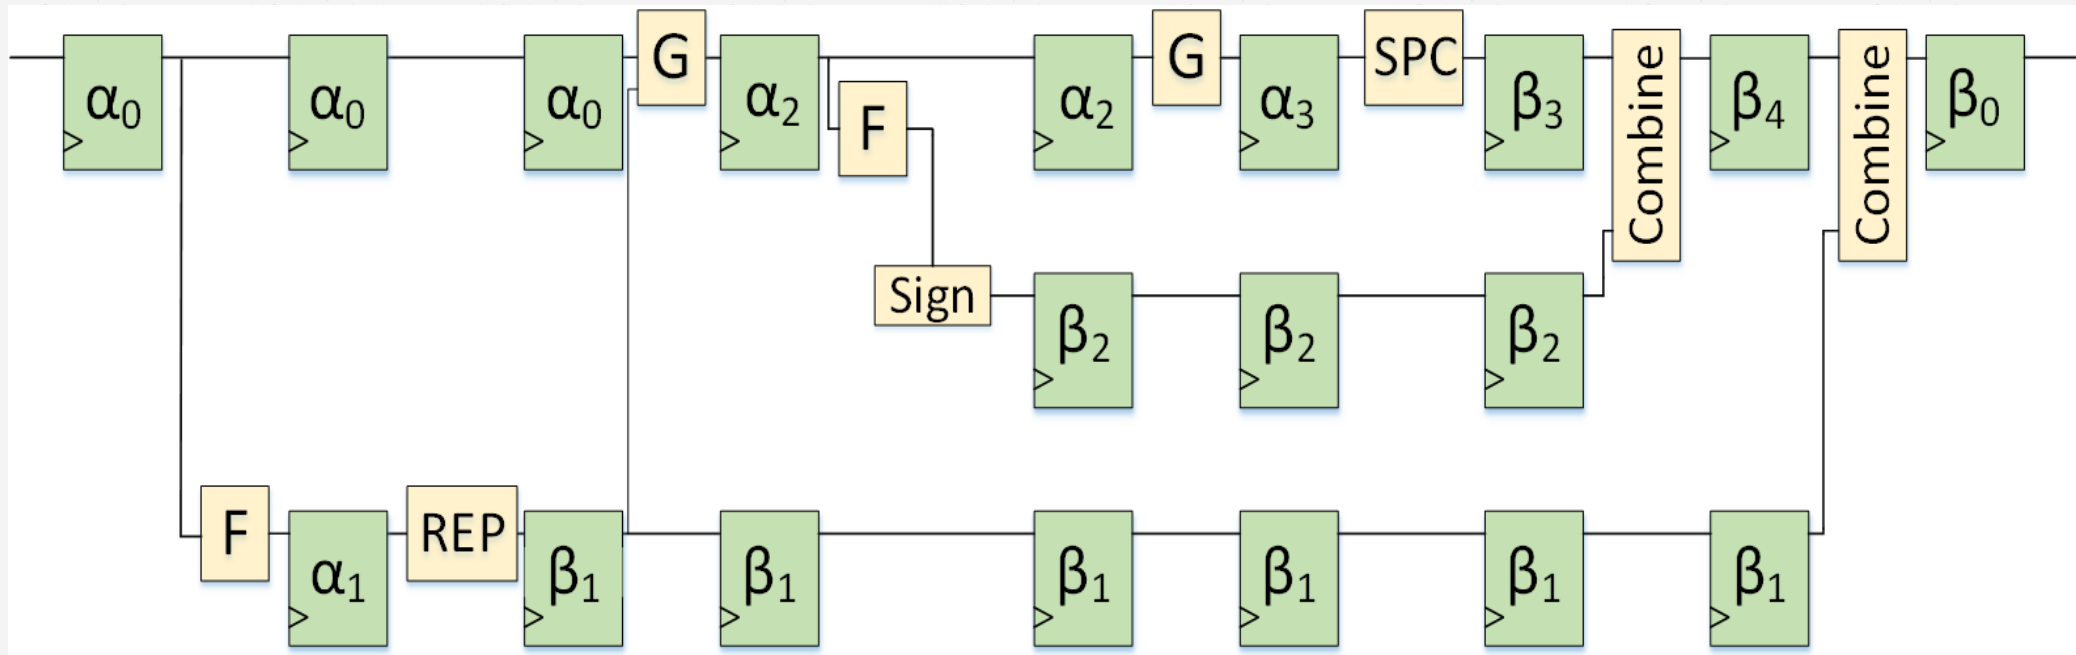 α0 α0 α0 G α2 α2 G α3 SPC β3 Combine β4 Combine β0
F
Sign β2 β2 β2
F α1 REP β1 β1 β1 β1 β1 β1